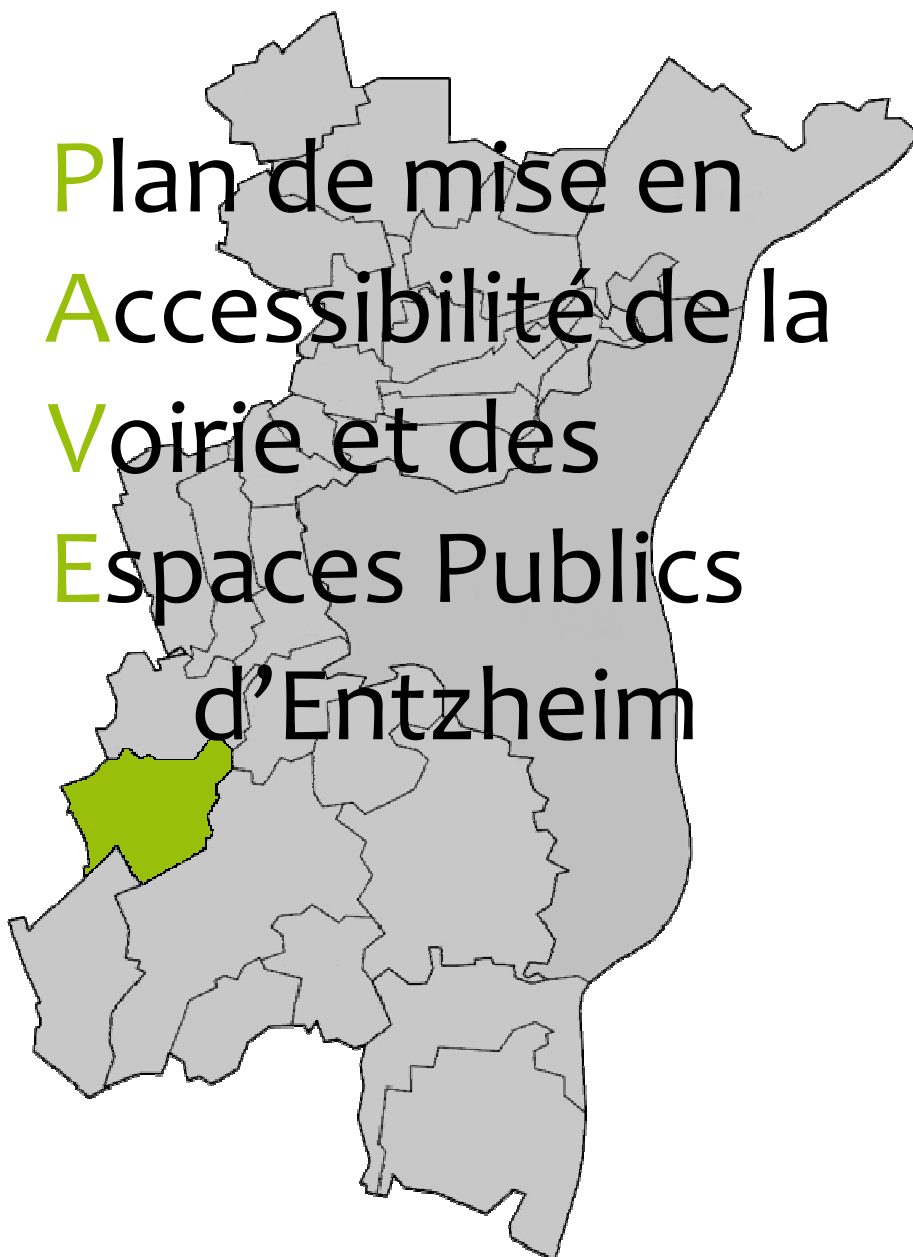 Plan de mise en
Accessibilité de la
Voirie et des
Espaces Publics
d’Entzheim